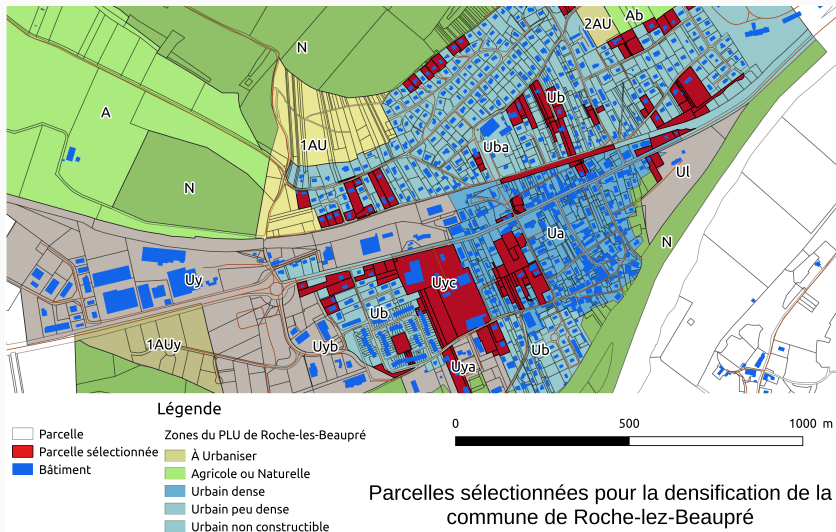 2AU
Ab
N
A
Ub
1AU
Uba
N
Ul
Ua
N
Uy
Uyc
Ub
1AUy
Uyb
Uya
Ub
Légende
Parcelle
Parcelle sélectionnée
Bâtiment
Zones du PLU de Roche-les-Beaupré
À Urbaniser
Agricole ou Naturelle
Urbain dense
Urbain peu dense
Urbain non constructible
0 500 1000 m
Parcelles sélectionnées pour la densification de la
commune de Roche-lez-Beaupré